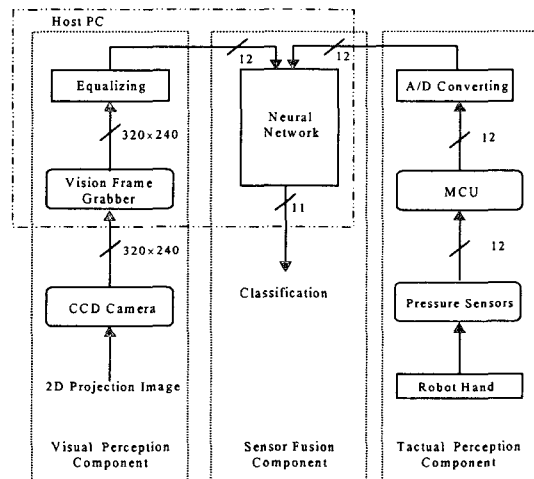 Host PC
12
12
Equalizing
A/D Converting
Neural
Network
320×240
12
Vision Frame
Grabber
MCU
11
320×240
12
Classification
CCD Camera
Pressure Sensors
2D Projection Image
Robot Hand
Visual Perception
Component
Sensor Fusion
Component
Tactual Perception
Component